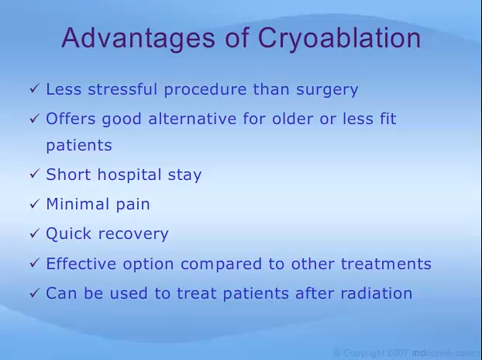 Advantages of Cryoablation
✓ Less stressful procedure than surgery
✓ Offers good alternative for older or less fit
patients
✓ Short hospital stay
✓ Minimal pain
✓ Quick recovery
✓ Effective option compared to other treatments
✓ Can be used to treat patients after radiation
© Copyright 2007